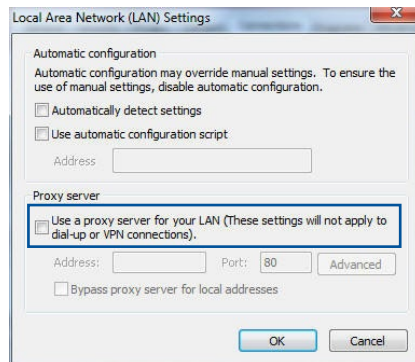 Local Area Network (LAN) Settings
Automatic configuration
Automatic configuration may override manual settings. To ensure the
use of manual settings, disable automatic configuration.
Automatically detect settings
Use automatic configuration script
Address
Proxy server
Use a proxy server for your LAN (These settings will not apply to
dial-up or VPN connections).
Address: Port: 80 Advanced
Bypass proxy server for local addresses
OK Cancel